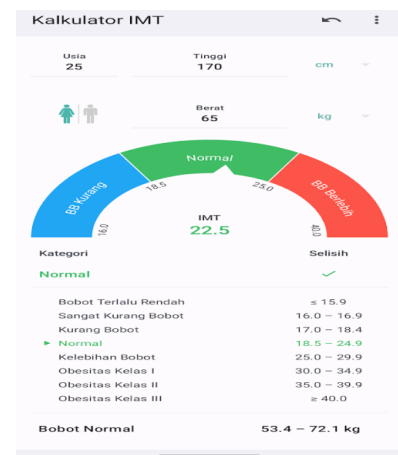 Kalkulator IMT
Usia
25
Tinggi
170
cm
Berat
65
kg
BB Kurang
Normal
BB Berlebih
16.0
18.5
25.0
40.0
IMT
22.5
Kategori Selisih
Normal ✓
Bobot Terlalu Rendah ≤ 15.9
Sangat Kurang Bobot 16.0 – 16.9
Kurang Bobot 17.0 – 18.4
► Normal 18.5 – 24.9
Kelebihan Bobot 25.0 – 29.9
Obesitas Kelas I 30.0 – 34.9
Obesitas Kelas II 35.0 – 39.9
Obesitas Kelas III ≥ 40.0
Bobot Normal 53.4 – 72.1 kg